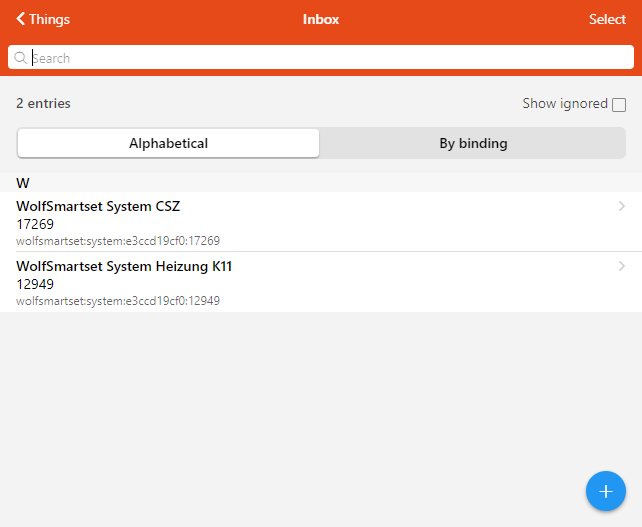 Things
Inbox
Select
Search
2 entries
Show ignored
Alphabetical
By binding
W
WolfSmartset System CSZ
17269
wolfsmartset:system:e3ccd19cf0:17269
WolfSmartset System Heizung K11
12949
wolfsmartset:system:e3ccd19cf0:12949